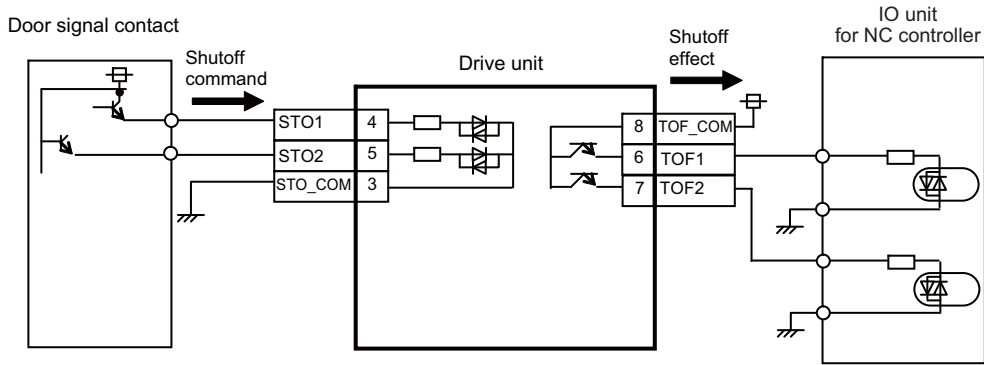 Door signal contact
Shutoff
command
Drive unit
Shutoff
effect
IO unit
for NC controller
STO1 4
STO2 5
STO_COM 3
8 TOF_COM
6 TOF1
7 TOF2